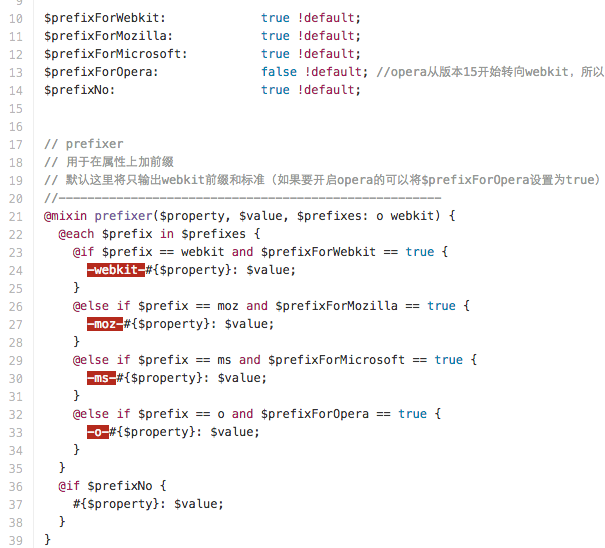 9
10 $prefixForWebkit: true !default;
11 $prefixForMozilla: true !default;
12 $prefixForMicrosoft: true !default;
13 $prefixForOpera: false !default; //opera从版本15开始转向webkit，所以
14 $prefixNo: true !default;
15
16
17 // prefixer
18 // 用于在属性上加前缀
19 // 默认这里将只输出webkit前缀和标准（如果要开启opera的可以将$prefixForOpera设置为true）
20 //-----------------------------------------------------
21 @mixin prefixer($property, $value, $prefixes: o webkit) {
22 @each $prefix in $prefixes {
23 @if $prefix == webkit and $prefixForWebkit == true {
24 -webkit-#{$property}: $value;
25 }
26 @else if $prefix == moz and $prefixForMozilla == true {
27 -moz-#{$property}: $value;
28 }
29 @else if $prefix == ms and $prefixForMicrosoft == true {
30 -ms-#{$property}: $value;
31 }
32 @else if $prefix == o and $prefixForOpera == true {
33 -o-#{$property}: $value;
34 }
35 }
36 @if $prefixNo {
37 #{$property}: $value;
38 }
39 }